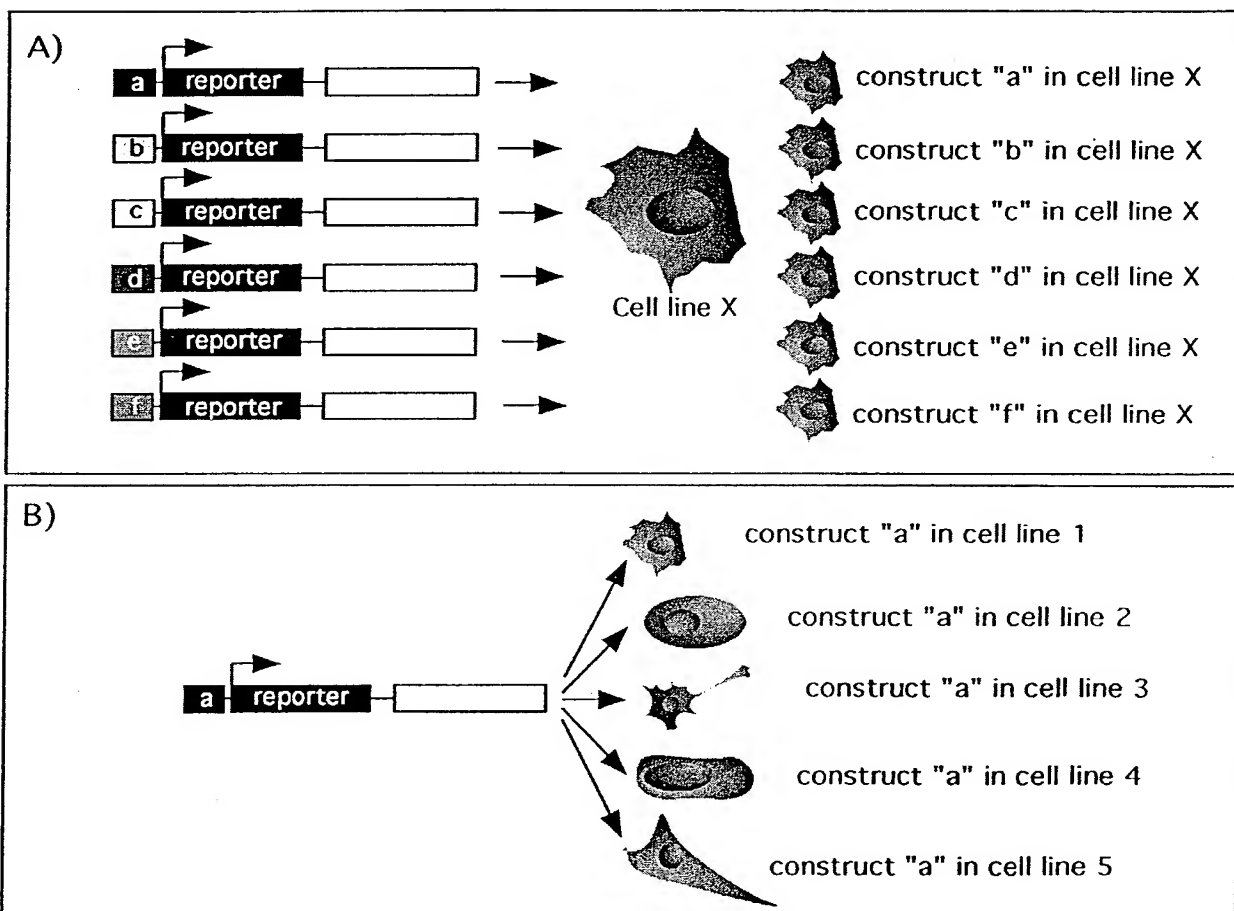 A)
a reporter construct "a" in cell line X
b reporter construct "b" in cell line X
c reporter construct "c" in cell line X
d reporter construct "d" in cell line X
Cell line X
e reporter construct "e" in cell line X
f reporter construct "f" in cell line X
B)
construct "a" in cell line 1
construct "a" in cell line 2
a reporter construct "a" in cell line 3
construct "a" in cell line 4
construct "a" in cell line 5